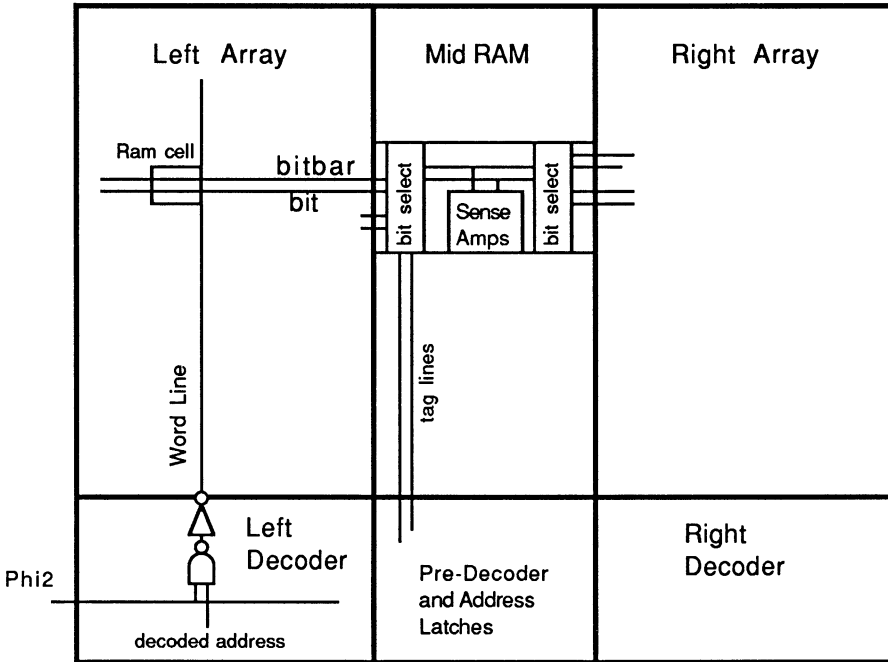 Left Array
Mid RAM
Right Array
Ram cell
bitbar
bit
bit select
Sense
Amps
bit select
Word Line
tag lines
Left
Decoder
Right
Decoder
Phi2
Pre-Decoder
and Address
Latches
decoded address